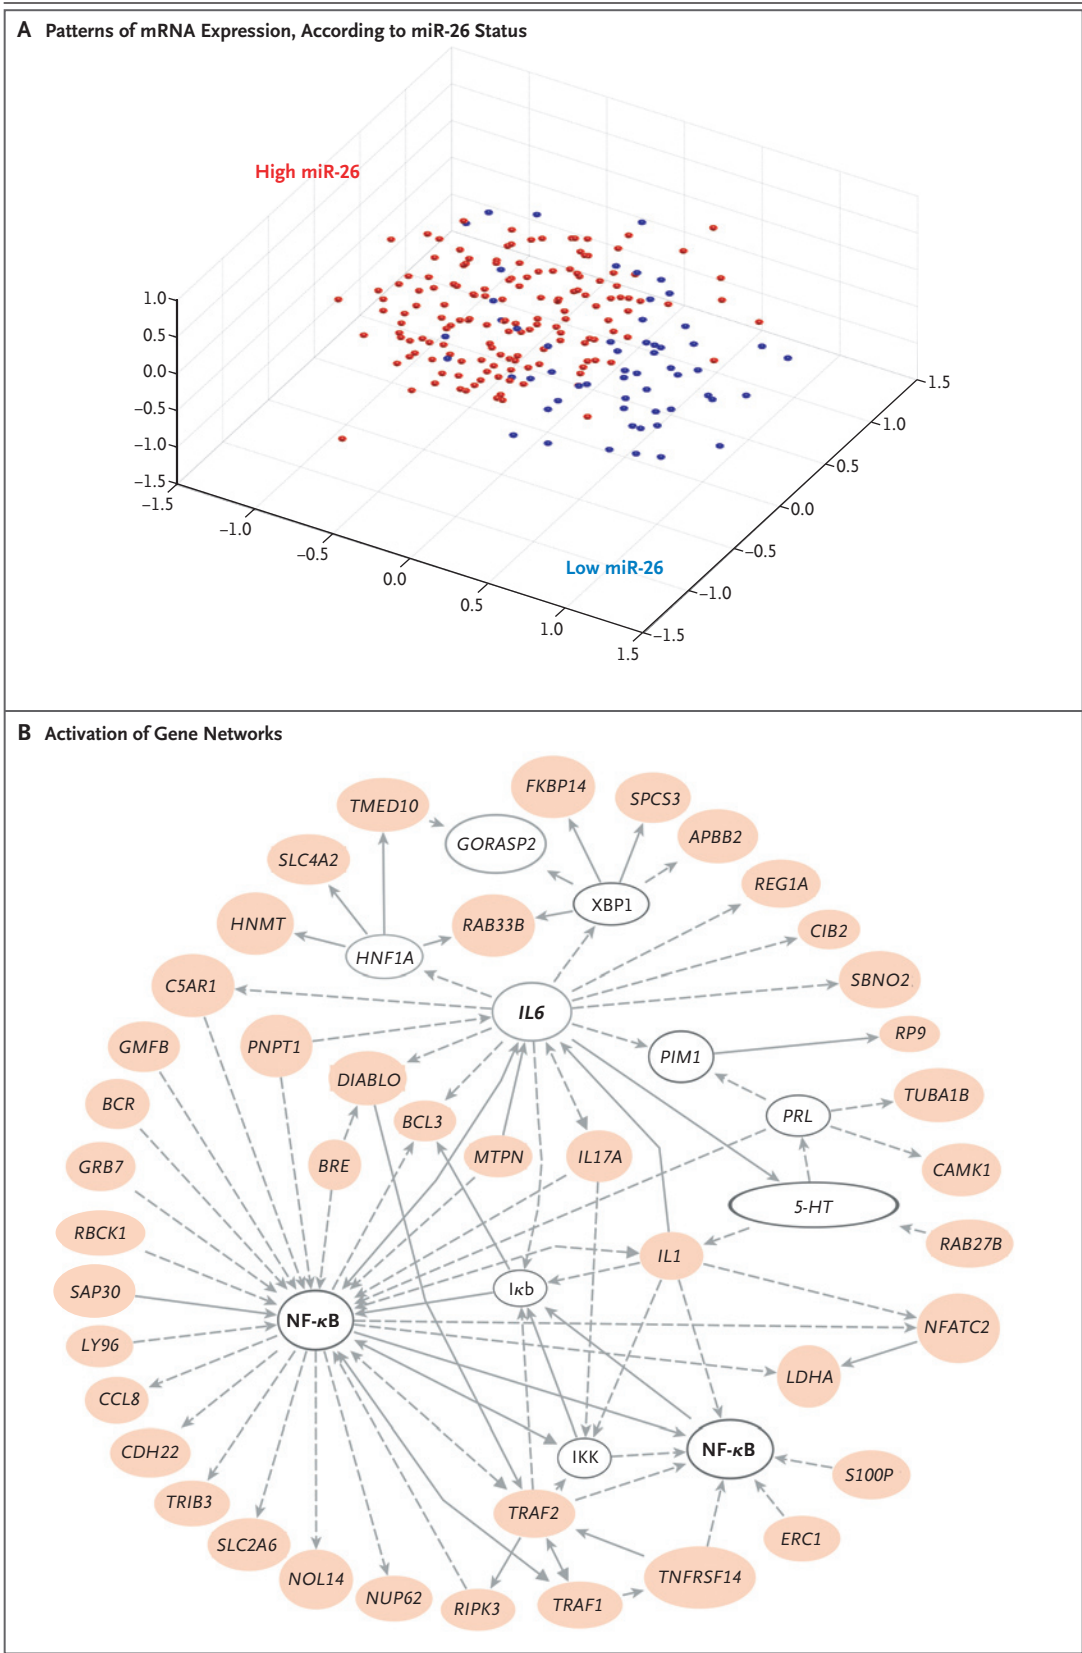 A Patterns of mRNA Expression, According to miR-26 Status
High miR-26
1.0
0.5
0.0
−0.5
−1.0
−1.5
−1.5
−1.0
−0.5
0.0
0.5
1.0
1.5
1.5
1.0
0.5
0.0
−0.5
−1.0
−1.5
Low miR-26
B Activation of Gene Networks
FKBP14
TMED10
SPCS3
GORASP2
APBB2
SLC4A2
REG1A
XBP1
HNMT
RAB33B
CIB2
HNF1A
C5AR1
SBNO2
IL6
RP9
GMFB
PNPT1
PIM1
DIABLO
TUBA1B
BCR
BCL3
PRL
GRB7
BRE
MTPN
IL17A
CAMK1
5-HT
RBCK1
IL1
RAB27B
SAP30
Iκb
NF-κB
NFATC2
LY96
LDHA
CCL8
CDH22
IKK
NF-κB
S100P
TRIB3
TRAF2
ERC1
SLC2A6
NOL14
TNFRSF14
NUP62
RIPK3
TRAF1